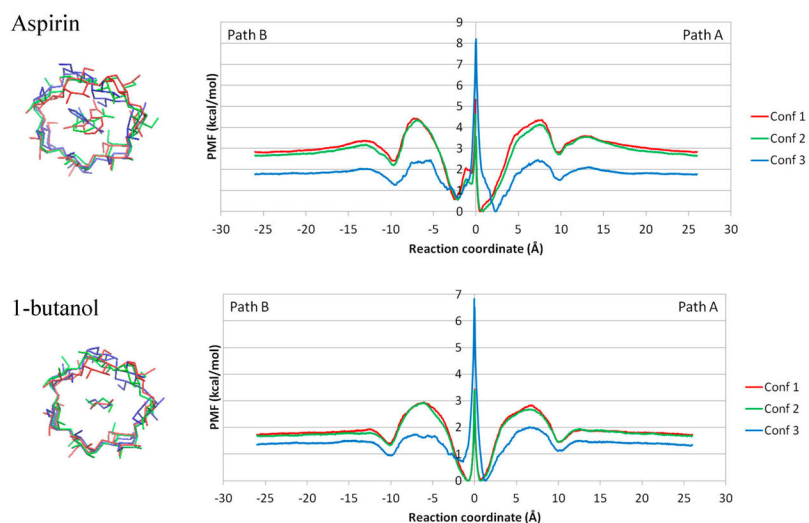 Aspirin
Path B
Path A
PMF (kcal/mol)
9
8
7
6
5
4
3
2
1
0
-30 -25 -20 -15 -10 -5 0 5 10 15 20 25 30
Reaction coordinate (Å)
Conf 1
Conf 2
Conf 3
1-butanol
Path B
Path A
PMF (kcal/mol)
7
6
5
4
3
2
1
0
-30 -25 -20 -15 -10 -5 0 5 10 15 20 25 30
Reaction coordinate (Å)
Conf 1
Conf 2
Conf 3